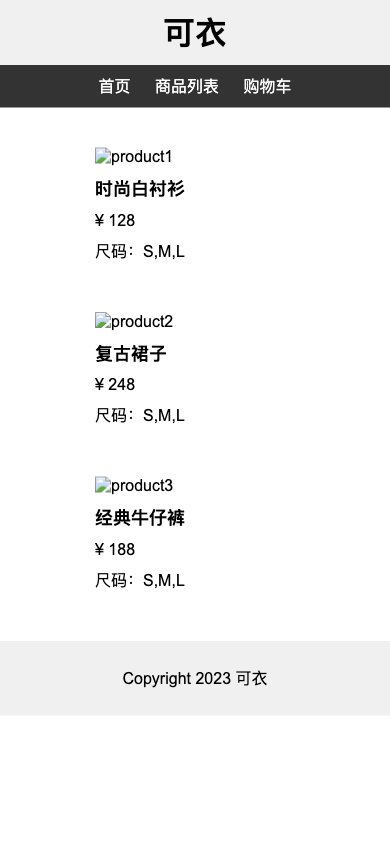 可衣
首页 商品列表 购物车
product1
时尚白衬衫
¥ 128
尺码：S,M,L
product2
复古裙子
¥ 248
尺码：S,M,L
product3
经典牛仔裤
¥ 188
尺码：S,M,L
Copyright 2023 可衣